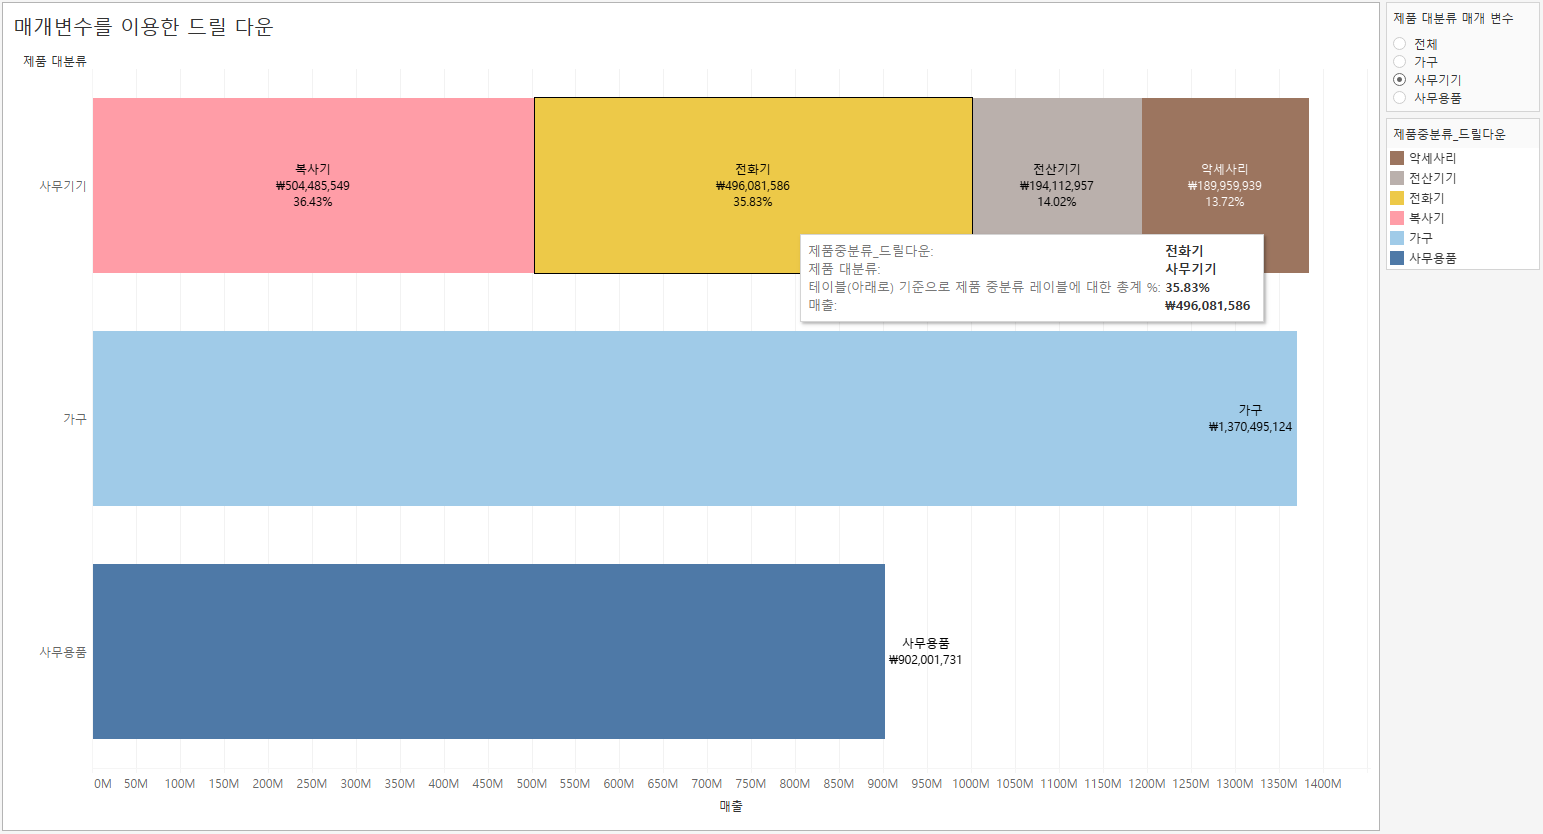 매개변수를 이용한 드릴 다운
제품 대분류
사무기기
복사기
₩504,485,549
36.43%
전화기
₩496,081,586
35.83%
전산기기
₩194,112,957
14.02%
악세사리
₩189,959,939
13.72%
제품중분류_드릴다운: 전화기
제품 대분류: 사무기기
테이블(아래로) 기준으로 제품 중분류 레이블에 대한 총계 %: 35.83%
매출: ₩496,081,586
가구
가구
₩1,370,495,124
사무용품
사무용품
₩902,001,731
0M 50M 100M 150M 200M 250M 300M 350M 400M 450M 500M 550M 600M 650M 700M 750M 800M 850M 900M 950M 1000M 1050M 1100M 1150M 1200M 1250M 1300M 1350M 1400M
매출
제품 대분류 매개 변수
전체
가구
사무기기
사무용품
제품중분류_드릴다운
악세사리
전산기기
전화기
복사기
가구
사무용품